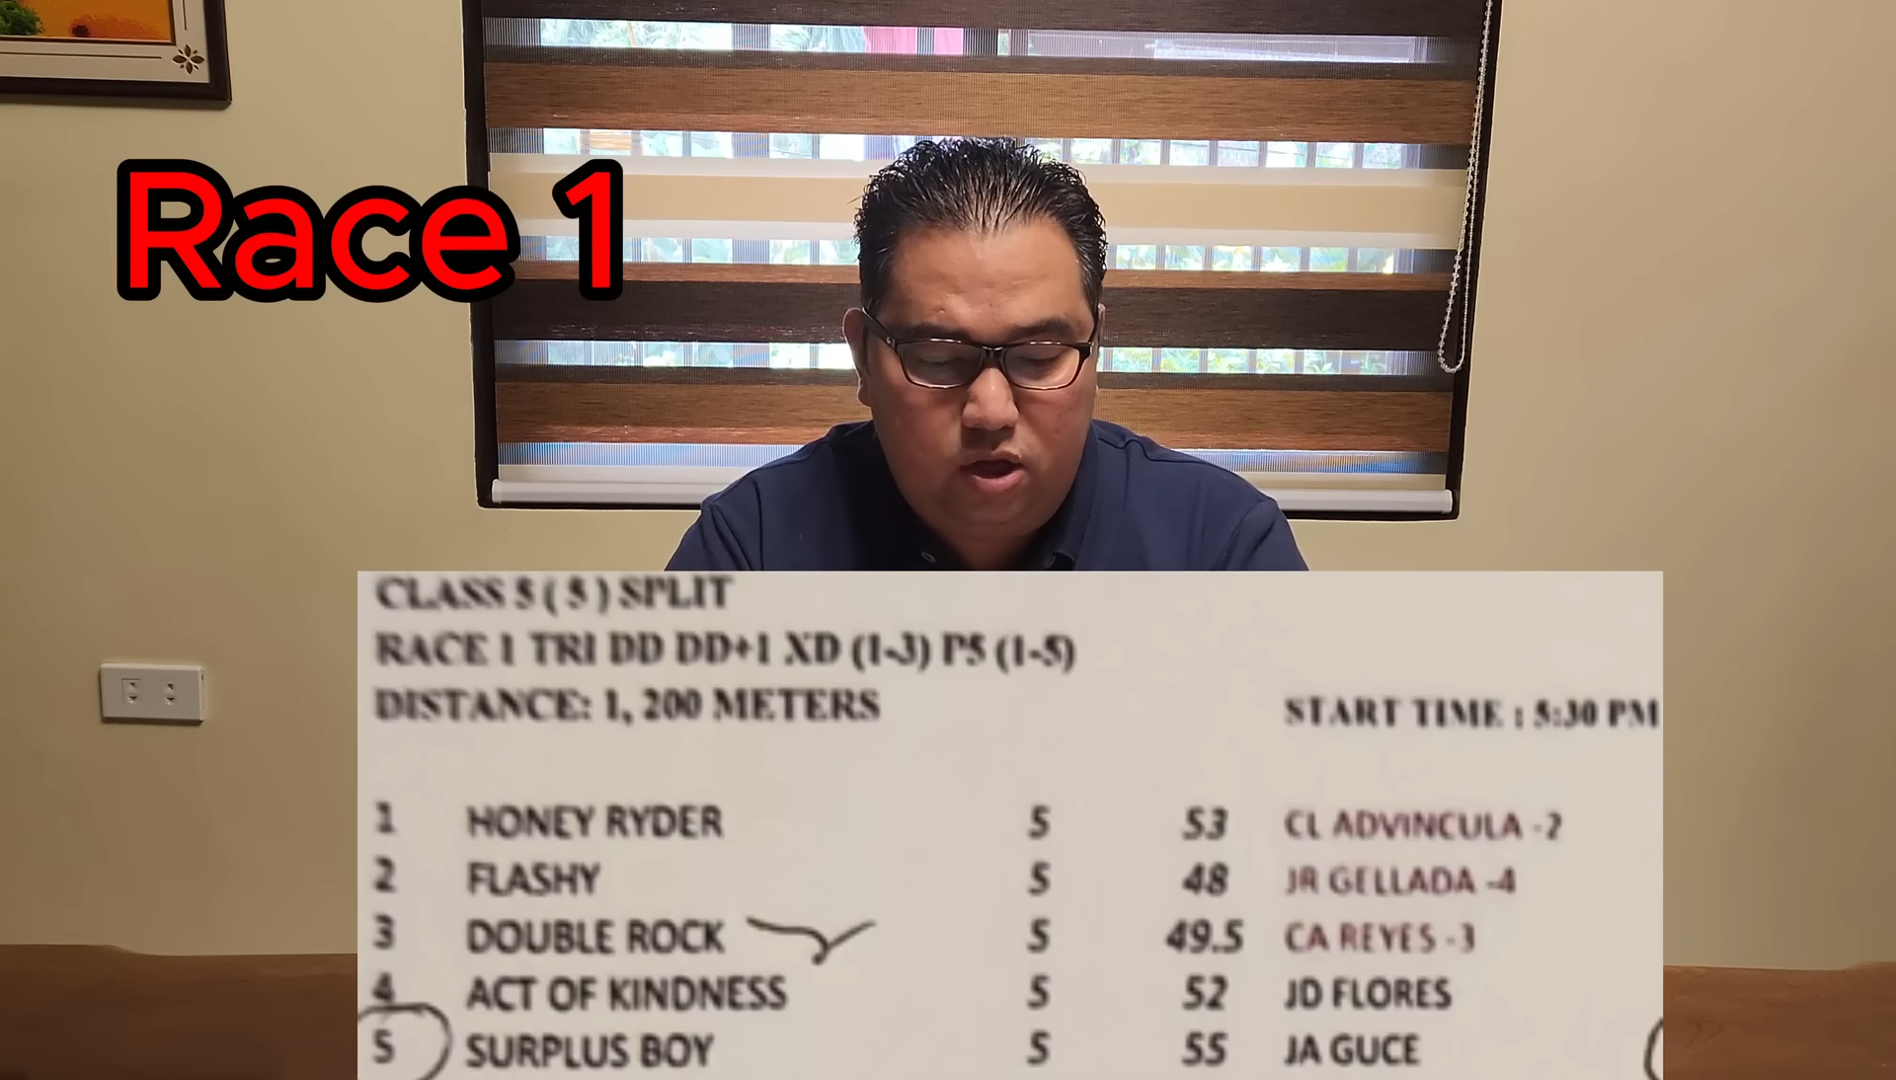 Race 1
CLASS 5 ( 5 ) SPLIT
RACE 1 TRI DD DD+1 XD (1-3) P5 (1-5)
DISTANCE: 1, 200 METERS
START TIME : 5:30 PM
1 HONEY RYDER 5 53 CL ADVINCULA -2
2 FLASHY 5 48 JR GELLADA -4
3 DOUBLE ROCK 5 49.5 CA REYES -3
4 ACT OF KINDNESS 5 52 JD FLORES
5 SURPLUS BOY 5 55 JA GUCE